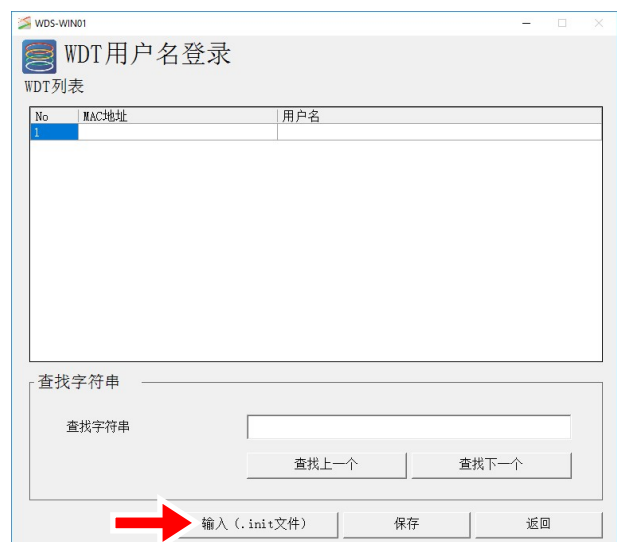 WDS-WIN01
WDT用户名登录
WDT列表
No MAC地址 用户名
1
查找字符串
查找字符串
查找上一个 查找下一个
输入（.init文件） 保存 返回